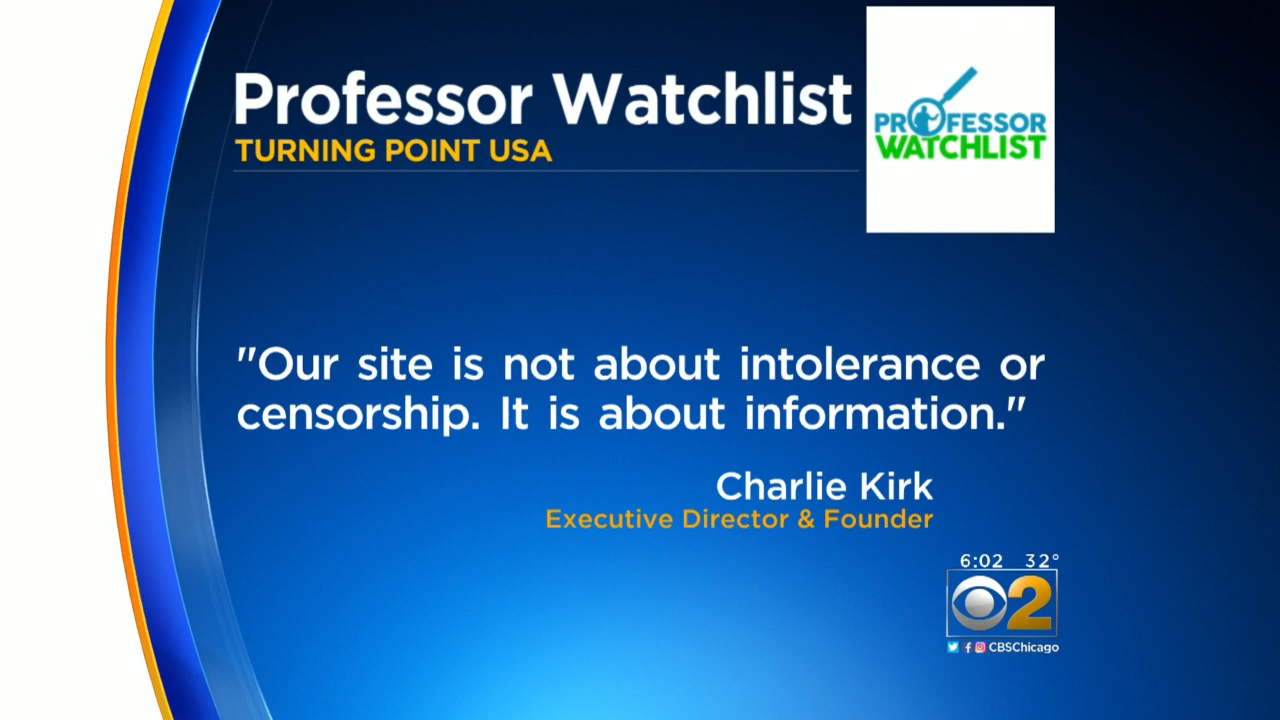 Professor Watchlist
TURNING POINT USA
PROFESSOR
WATCHLIST
"Our site is not about intolerance or
censorship. It is about information."
Charlie Kirk
Executive Director & Founder
6:02 32°
2
CBSChicago